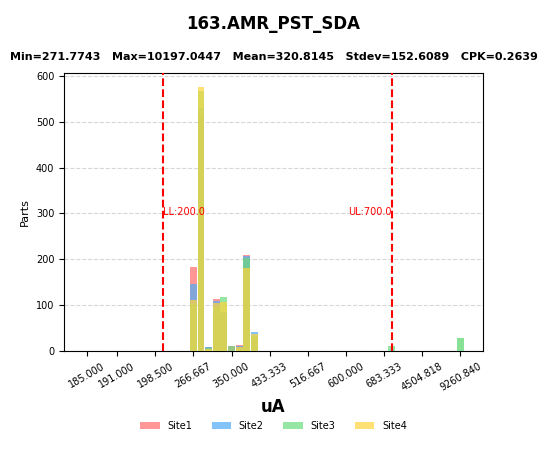 163.AMR_PST_SDA
Min=271.7743 Max=10197.0447 Mean=320.8145 Stdev=152.6089 CPK=0.2639
600
500
400
300
200
100
0
Parts
LL:200.0
UL:700.0
185.000 191.000 198.500 266.667 350.000 433.333 516.667 600.000 683.333 4504.818 9260.840
uA
Site1 Site2 Site3 Site4